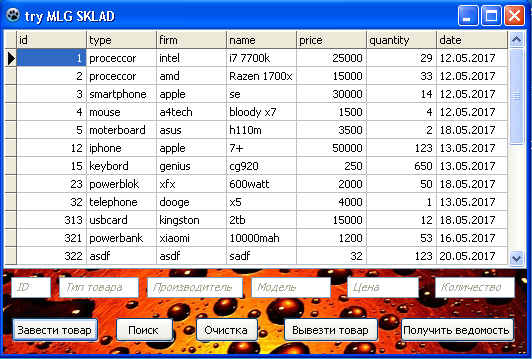 try MLG SKLAD
id type firm name price quantity date
1 proceccor intel i7 7700k 25000 29 12.05.2017
2 proceccor amd Razen 1700x 15000 33 12.05.2017
3 smartphone apple se 30000 14 12.05.2017
4 mouse a4tech bloody x7 1500 4 12.05.2017
5 moterboard asus h110m 3500 2 18.05.2017
12 iphone apple 7+ 50000 123 13.05.2017
15 keybord genius cg920 250 650 13.05.2017
23 powerblok xfx 600watt 2000 50 18.05.2017
32 telephone dooge x5 4000 1 13.05.2017
313 usbcard kingston 2tb 15000 12 18.05.2017
321 powerbank xiaomi 10000mah 1200 53 16.05.2017
322 asdf asdf sadf 32 123 20.05.2017
ID Тип товара Производитель Модель Цена Количество
Завести товар Поиск Очистка Вывезти товар Получить ведомость